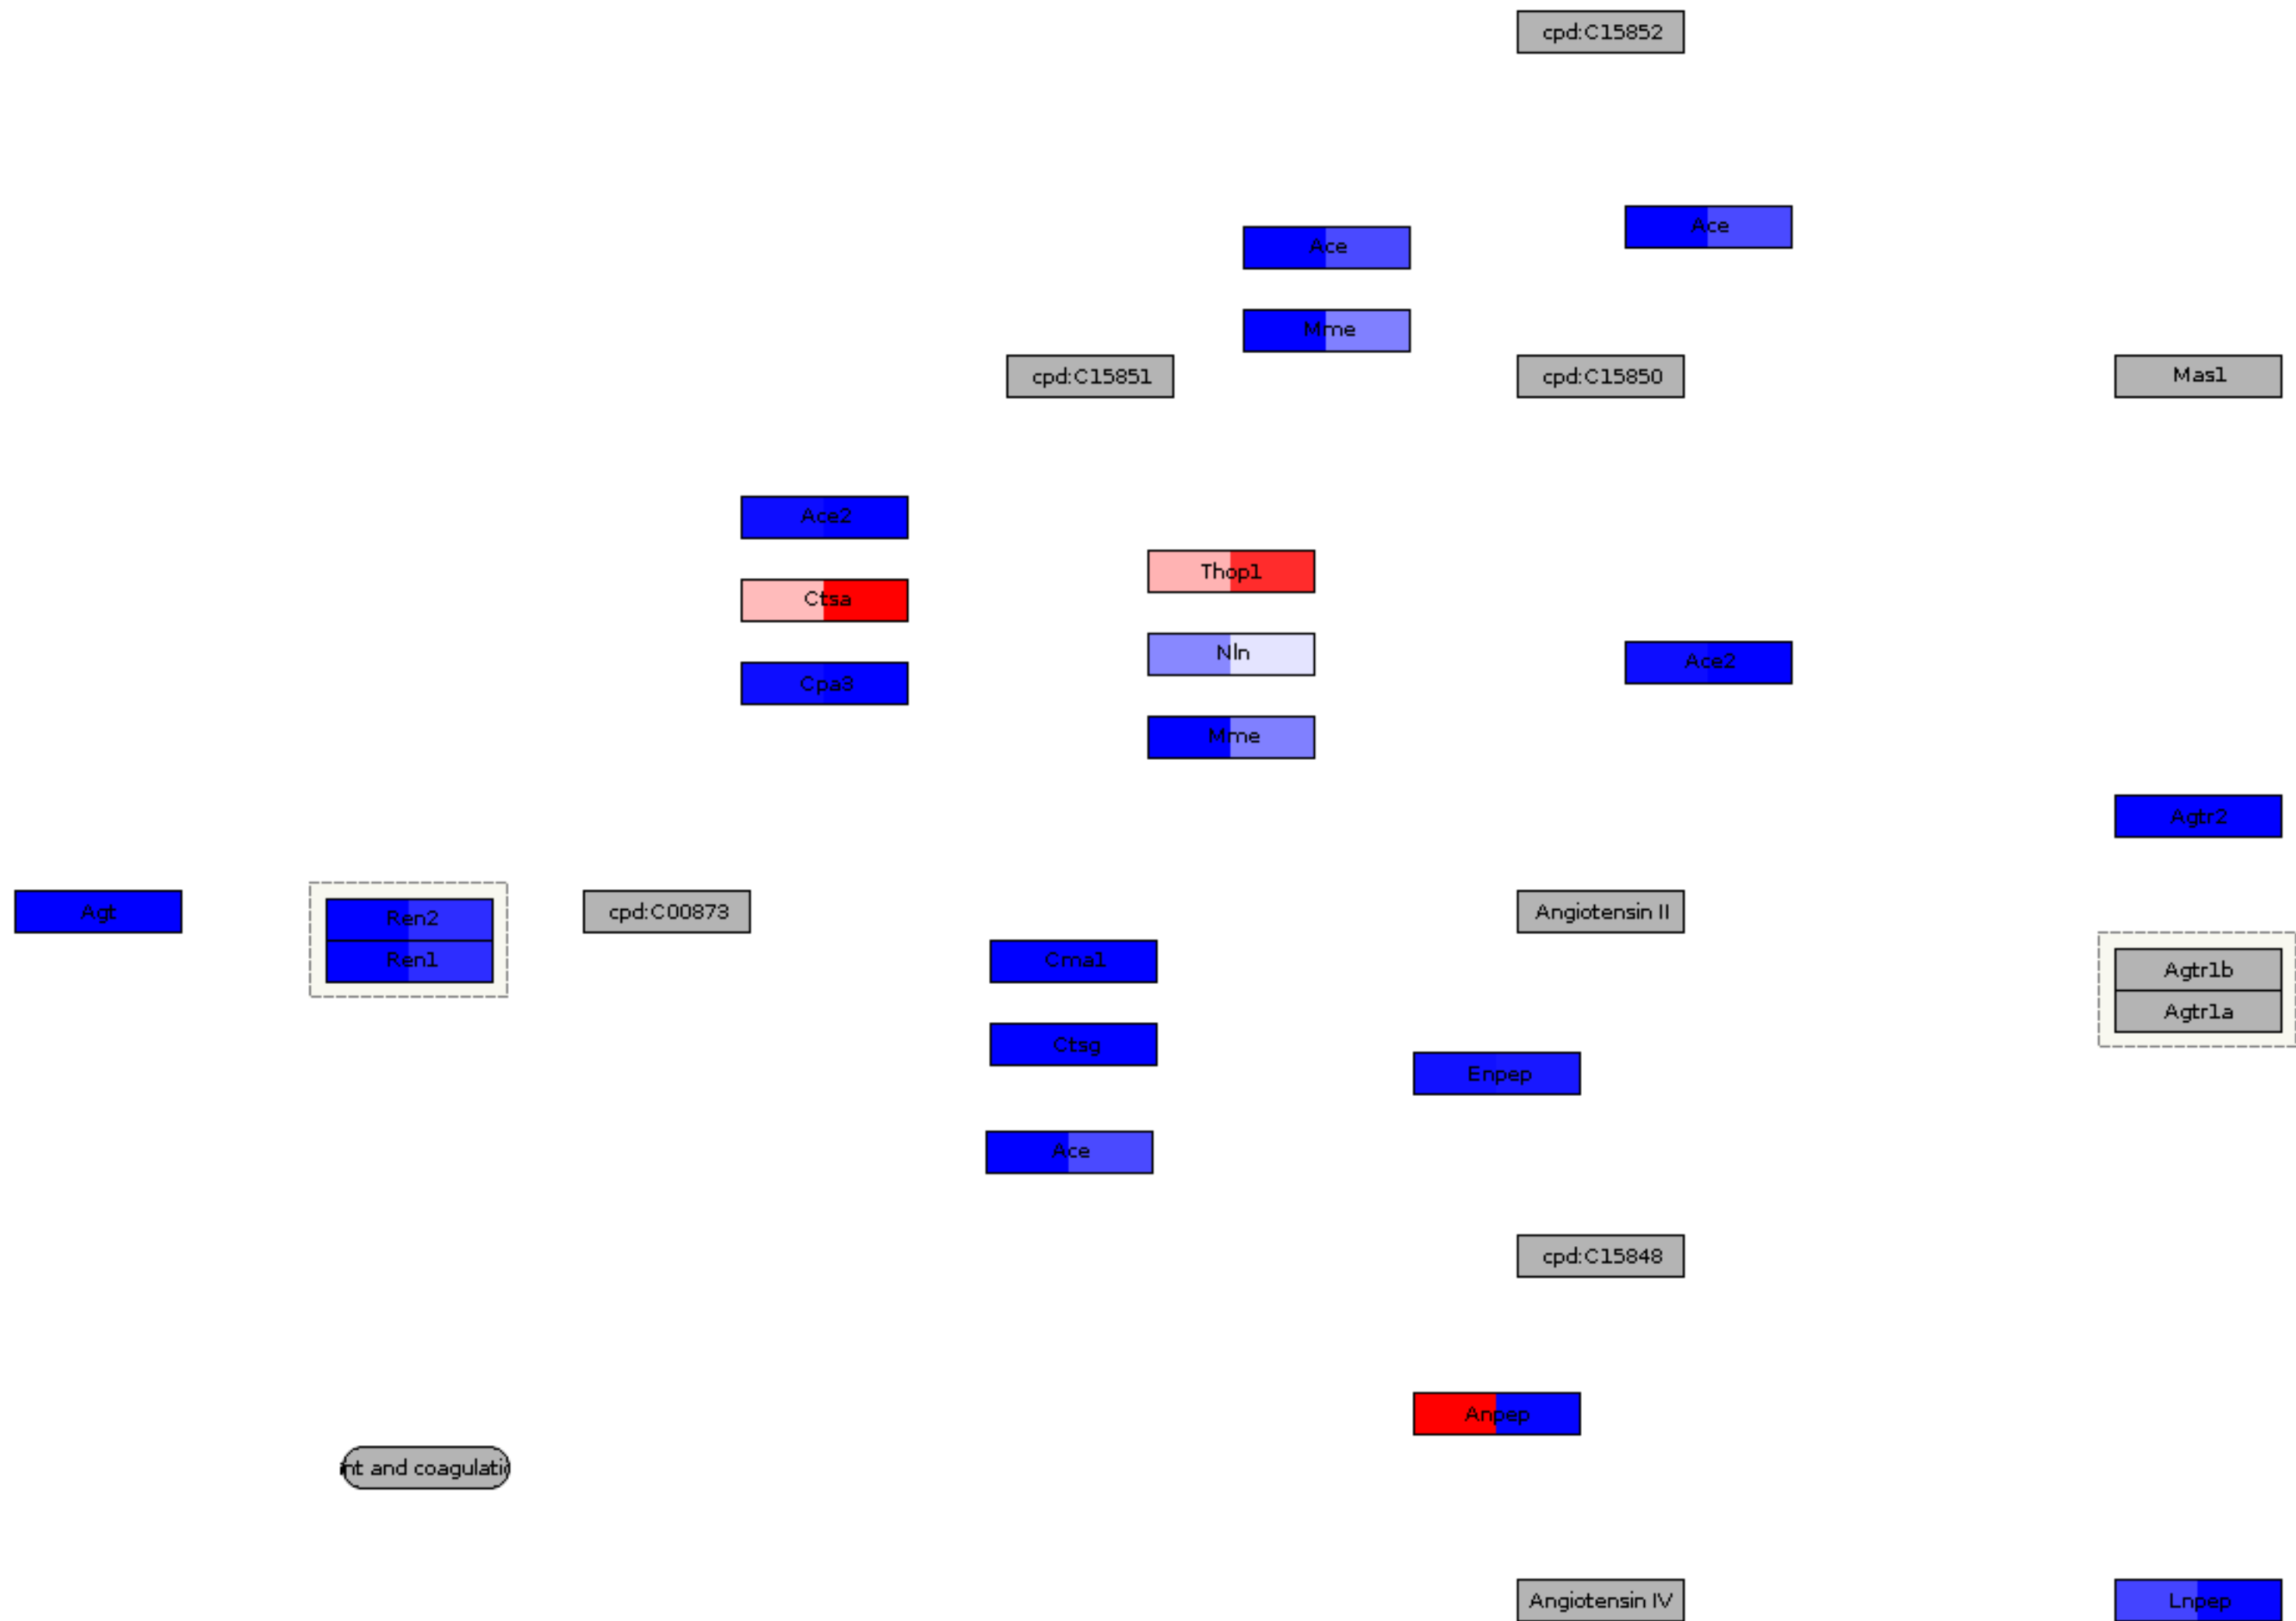 cpd:C15852
Ace
Ace
Mme
cpd:C15851
cpd:C15850
Mas1
Ace2
Thop1
Ctsa
Nln
Ace2
Cpa3
Mme
Agtr2
Agt
Ren2
Ren1
cpd:C00873
Angiotensin II
Cma1
Agtr1b
Agtr1a
Ctsg
Enpep
Ace
cpd:C15848
Anpep
nt and coagulati
Angiotensin IV
Lnpep